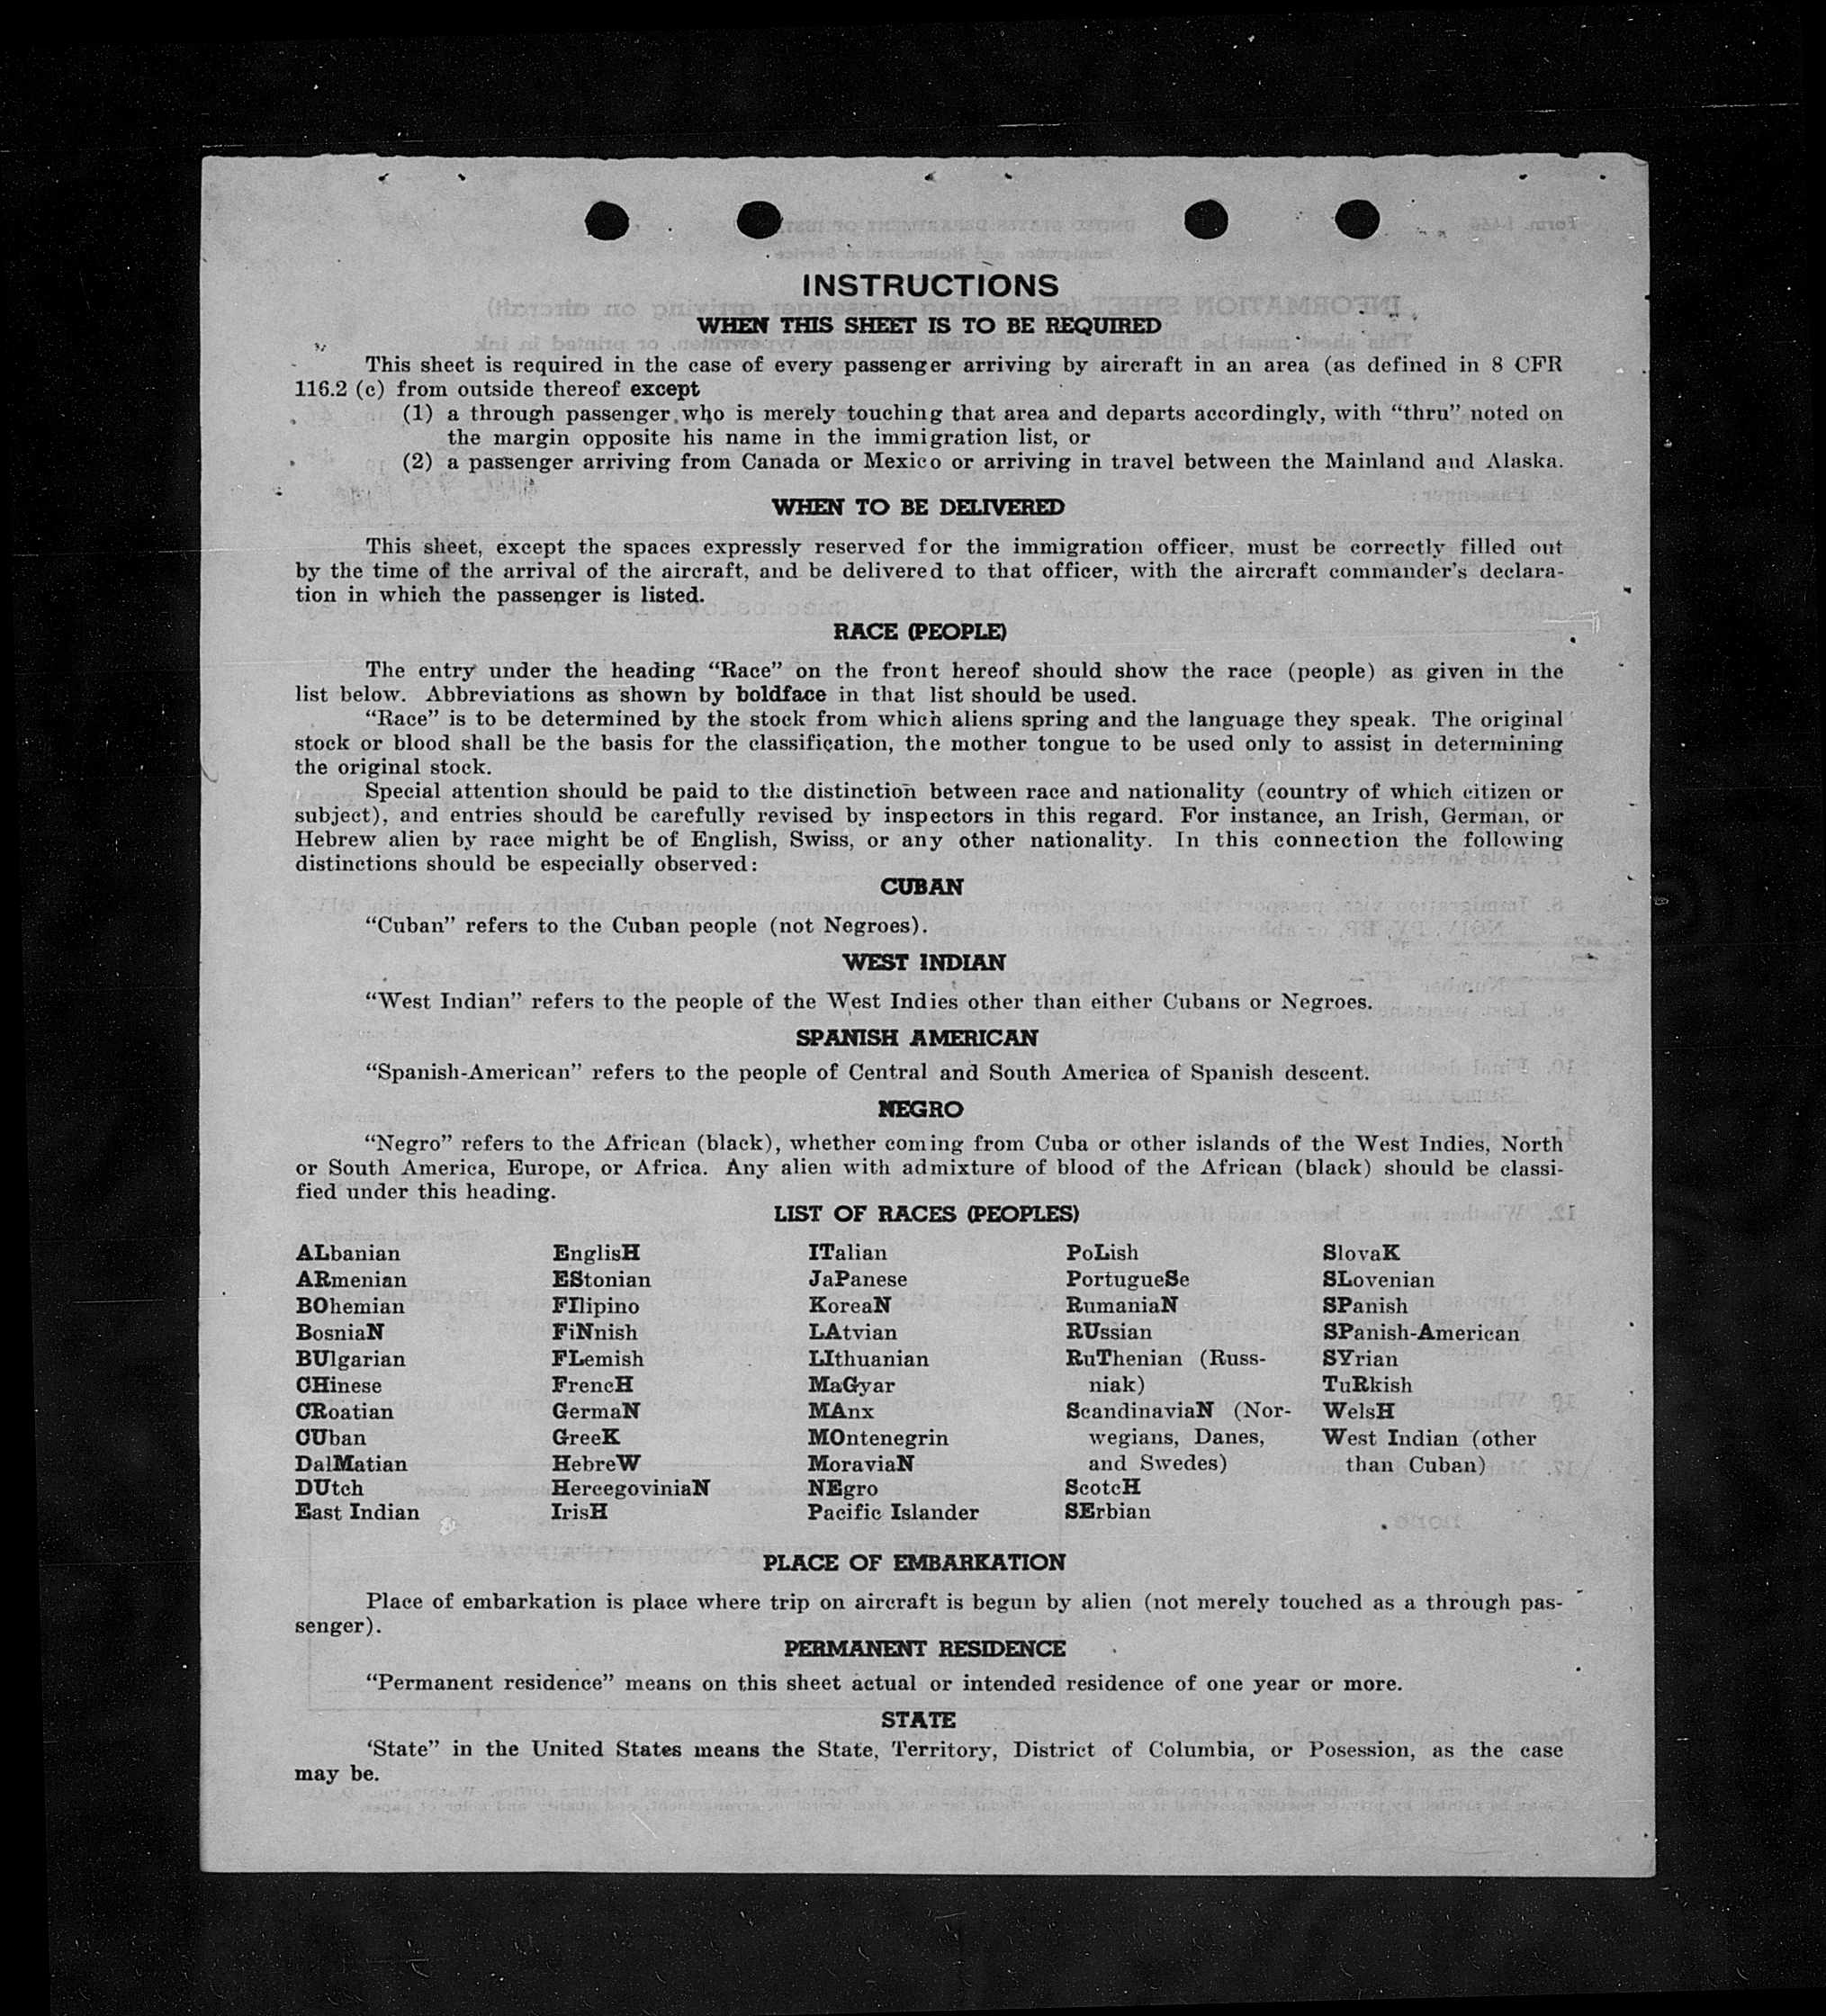 INSTRUCTIONS
WHEN THIS SHEET IS TO BE REQUIRED
This sheet is required in the case of every passenger arriving by aircraft in an area (as defined in 8 CFR
116.2 (c) from outside thereof except
(1) a through passenger who is merely touching that area and departs accordingly, with “thru” noted on
the margin opposite his name in the immigration list, or
(2) a passenger arriving from Canada or Mexico or arriving in travel between the Mainland and Alaska.
WHEN TO BE DELIVERED
This sheet, except the spaces expressly reserved for the immigration officer, must be correctly filled out
by the time of the arrival of the aircraft, and be delivered to that officer, with the aircraft commander’s declara-
tion in which the passenger is listed.
RACE (PEOPLE)
The entry under the heading “Race” on the front hereof should show the race (people) as given in the
list below. Abbreviations as shown by boldface in that list should be used.
“Race” is to be determined by the stock from which aliens spring and the language they speak. The original
stock or blood shall be the basis for the classification, the mother tongue to be used only to assist in determining
the original stock.
Special attention should be paid to the distinction between race and nationality (country of which citizen or
subject), and entries should be carefully revised by inspectors in this regard. For instance, an Irish, German, or
Hebrew alien by race might be of English, Swiss, or any other nationality. In this connection the following
distinctions should be especially observed:
CUBAN
“Cuban” refers to the Cuban people (not Negroes).
WEST INDIAN
“West Indian” refers to the people of the West Indies other than either Cubans or Negroes.
SPANISH AMERICAN
“Spanish-American” refers to the people of Central and South America of Spanish descent.
NEGRO
“Negro” refers to the African (black), whether coming from Cuba or other islands of the West Indies, North
or South America, Europe, or Africa. Any alien with admixture of blood of the African (black) should be classi-
fied under this heading.
LIST OF RACES (PEOPLES)
ALbanian
ARmenian
BOhemian
BosniaN
BUlgarian
CHinese
CRoatian
CUban
DalMatian
DUtch
East Indian
EnglisH
EStonian
FIlipino
FiNnish
FLemish
FrencH
GermaN
GreeK
HebreW
HercegoviniaN
IrisH
ITalian
JaPanese
KoreaN
LAtvian
LIthuanian
MaGyar
MAnx
MOntenegrin
MoraviaN
NEgro
Pacific Islander
PoLish
PortugueSe
RumaniaN
RUssian
RuThenian (Russ-
niak)
ScandinaviaN (Nor-
wegians, Danes,
and Swedes)
ScotcH
SErbian
SlovaK
SLovenian
SPanish
SPanish-American
SYrian
TuRkish
WelsH
West Indian (other
than Cuban)
PLACE OF EMBARKATION
Place of embarkation is place where trip on aircraft is begun by alien (not merely touched as a through pas-
senger).
PERMANENT RESIDENCE
“Permanent residence” means on this sheet actual or intended residence of one year or more.
STATE
‘State” in the United States means the State, Territory, District of Columbia, or Posession, as the case
may be.